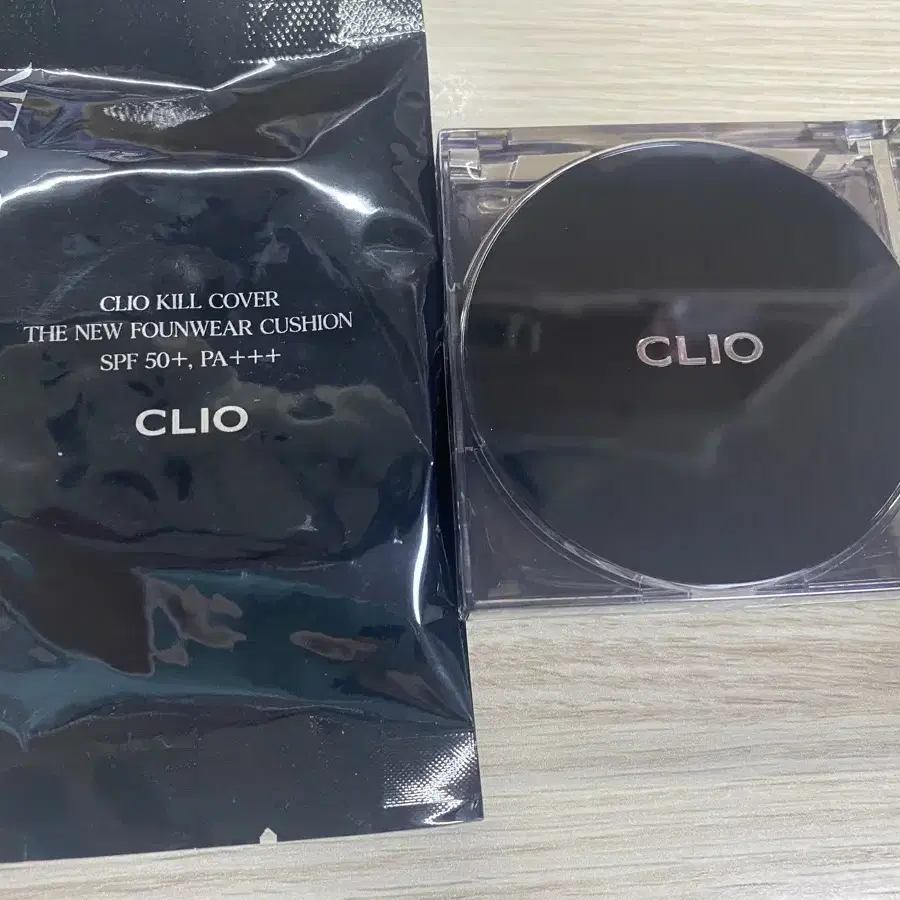 CLIO KILL COVER
THE NEW FOUNWEAR CUSHION
SPF 50+, PA+++
CLIO
CLIO